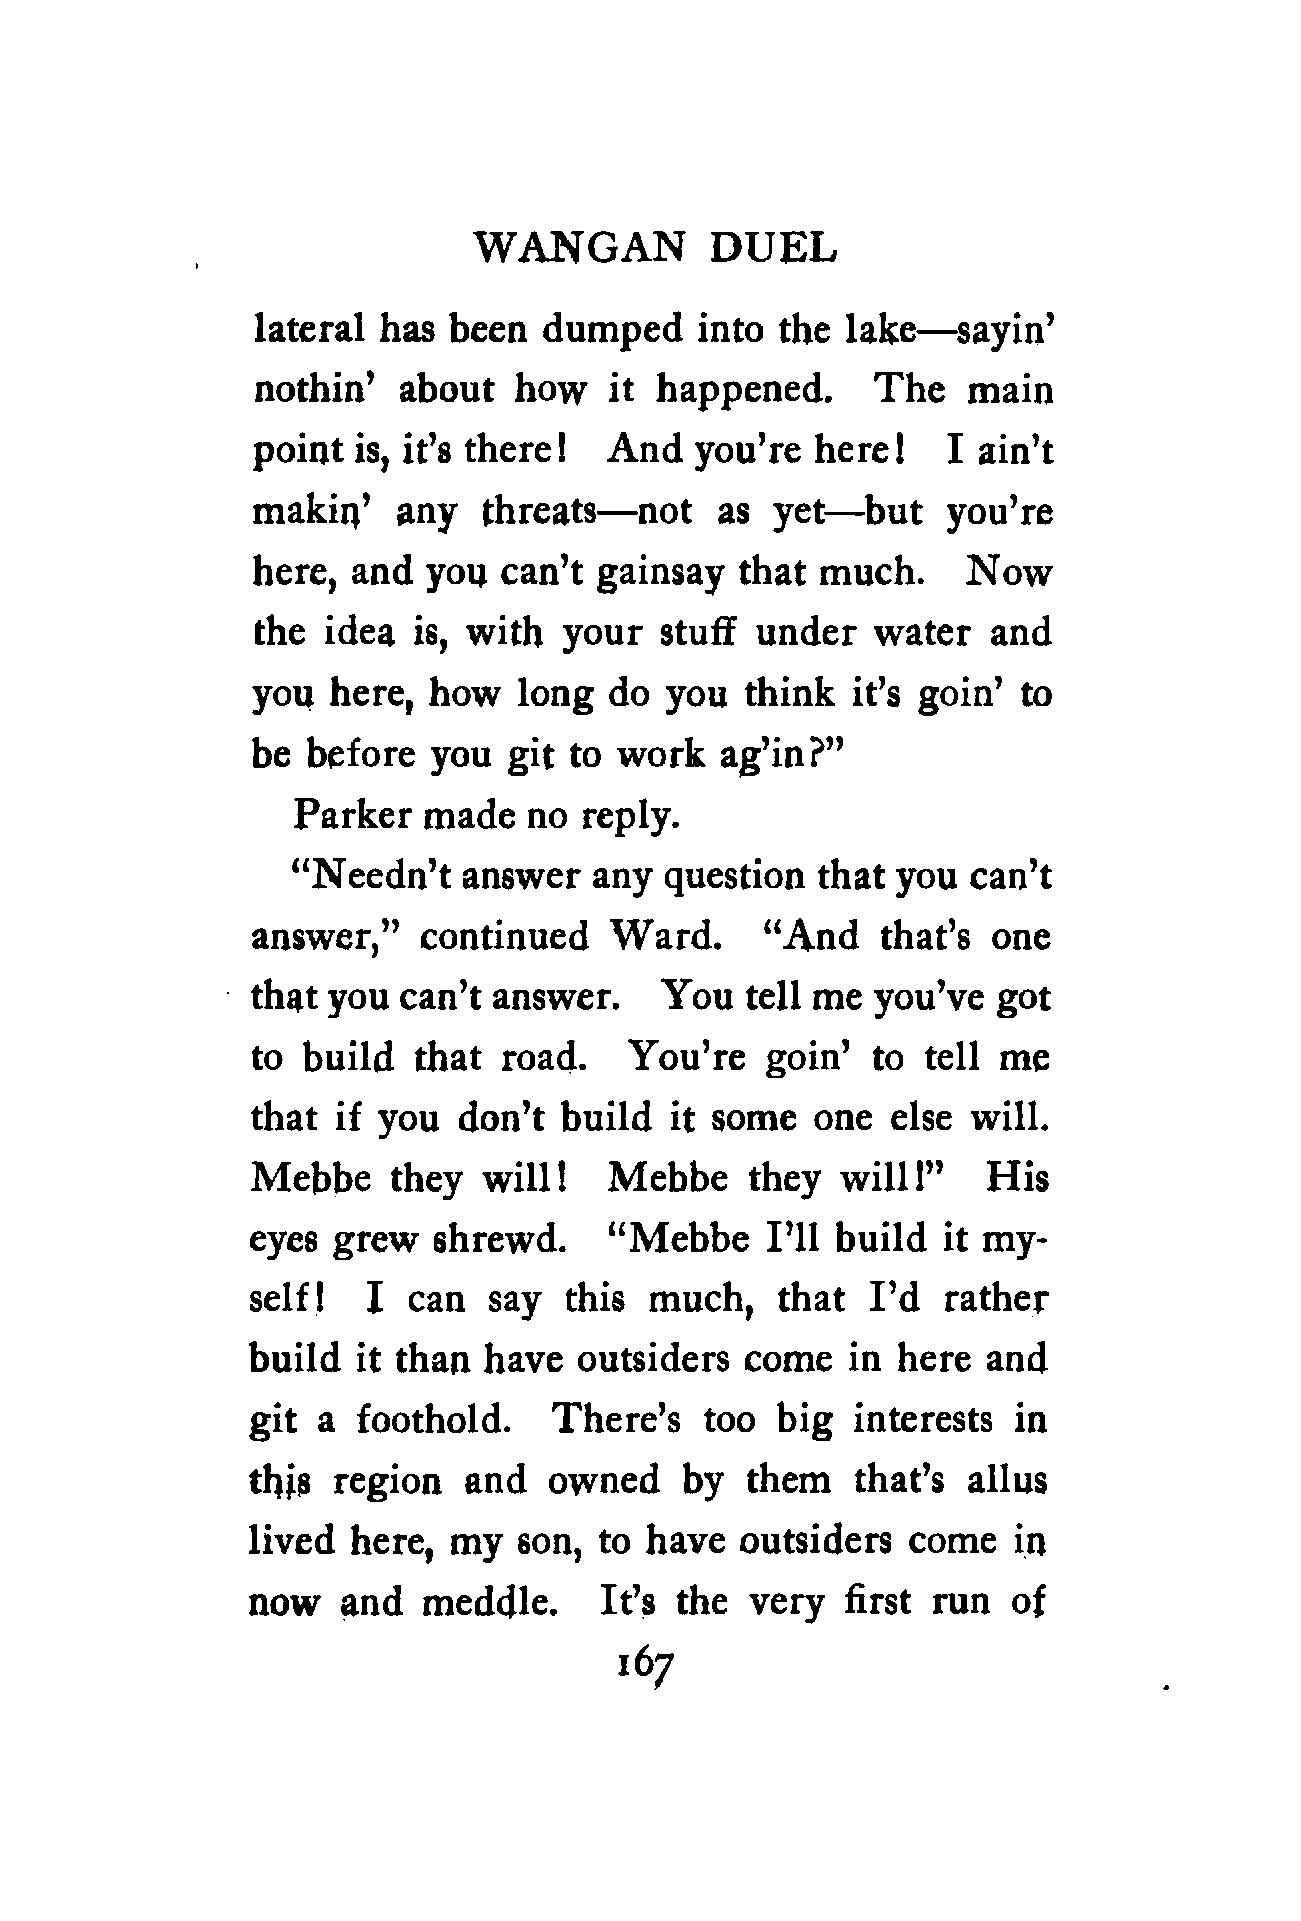 WANGAN DUEL
lateral has been dumped into the lake—sayin’
nothin’ about how it happened. The main
point is, it’s there! And you’re here! I ain’t
makin’ any threats—not as yet—but you’re
here, and you can’t gainsay that much. Now
the idea is, with your stuff under water and
you here, how long do you think it’s goin’ to
be before you git to work ag’in?”
Parker made no reply.
“Needn’t answer any question that you can’t
answer,” continued Ward. “And that’s one
that you can’t answer. You tell me you’ve got
to build that road. You’re goin’ to tell me
that if you don’t build it some one else will.
Mebbe they will! Mebbe they will!” His
eyes grew shrewd. “Mebbe I’ll build it my-
self! I can say this much, that I’d rather
build it than have outsiders come in here and
git a foothold. There’s too big interests in
this region and owned by them that’s allus
lived here, my son, to have outsiders come in
now and meddle. It’s the very first run of
167